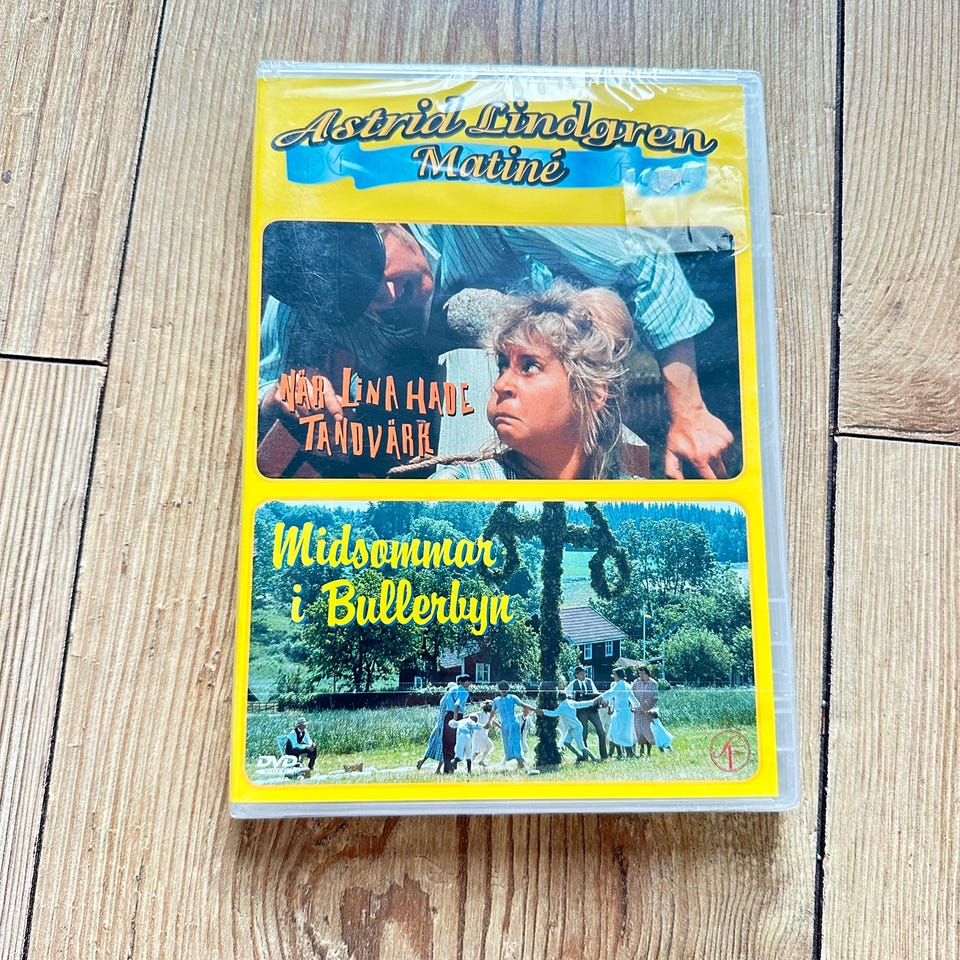 Astrid Lindgren
Matiné
NÄR LINA HADE
TANDVÄRK
Midsommar
i Bullerbyn
DVD